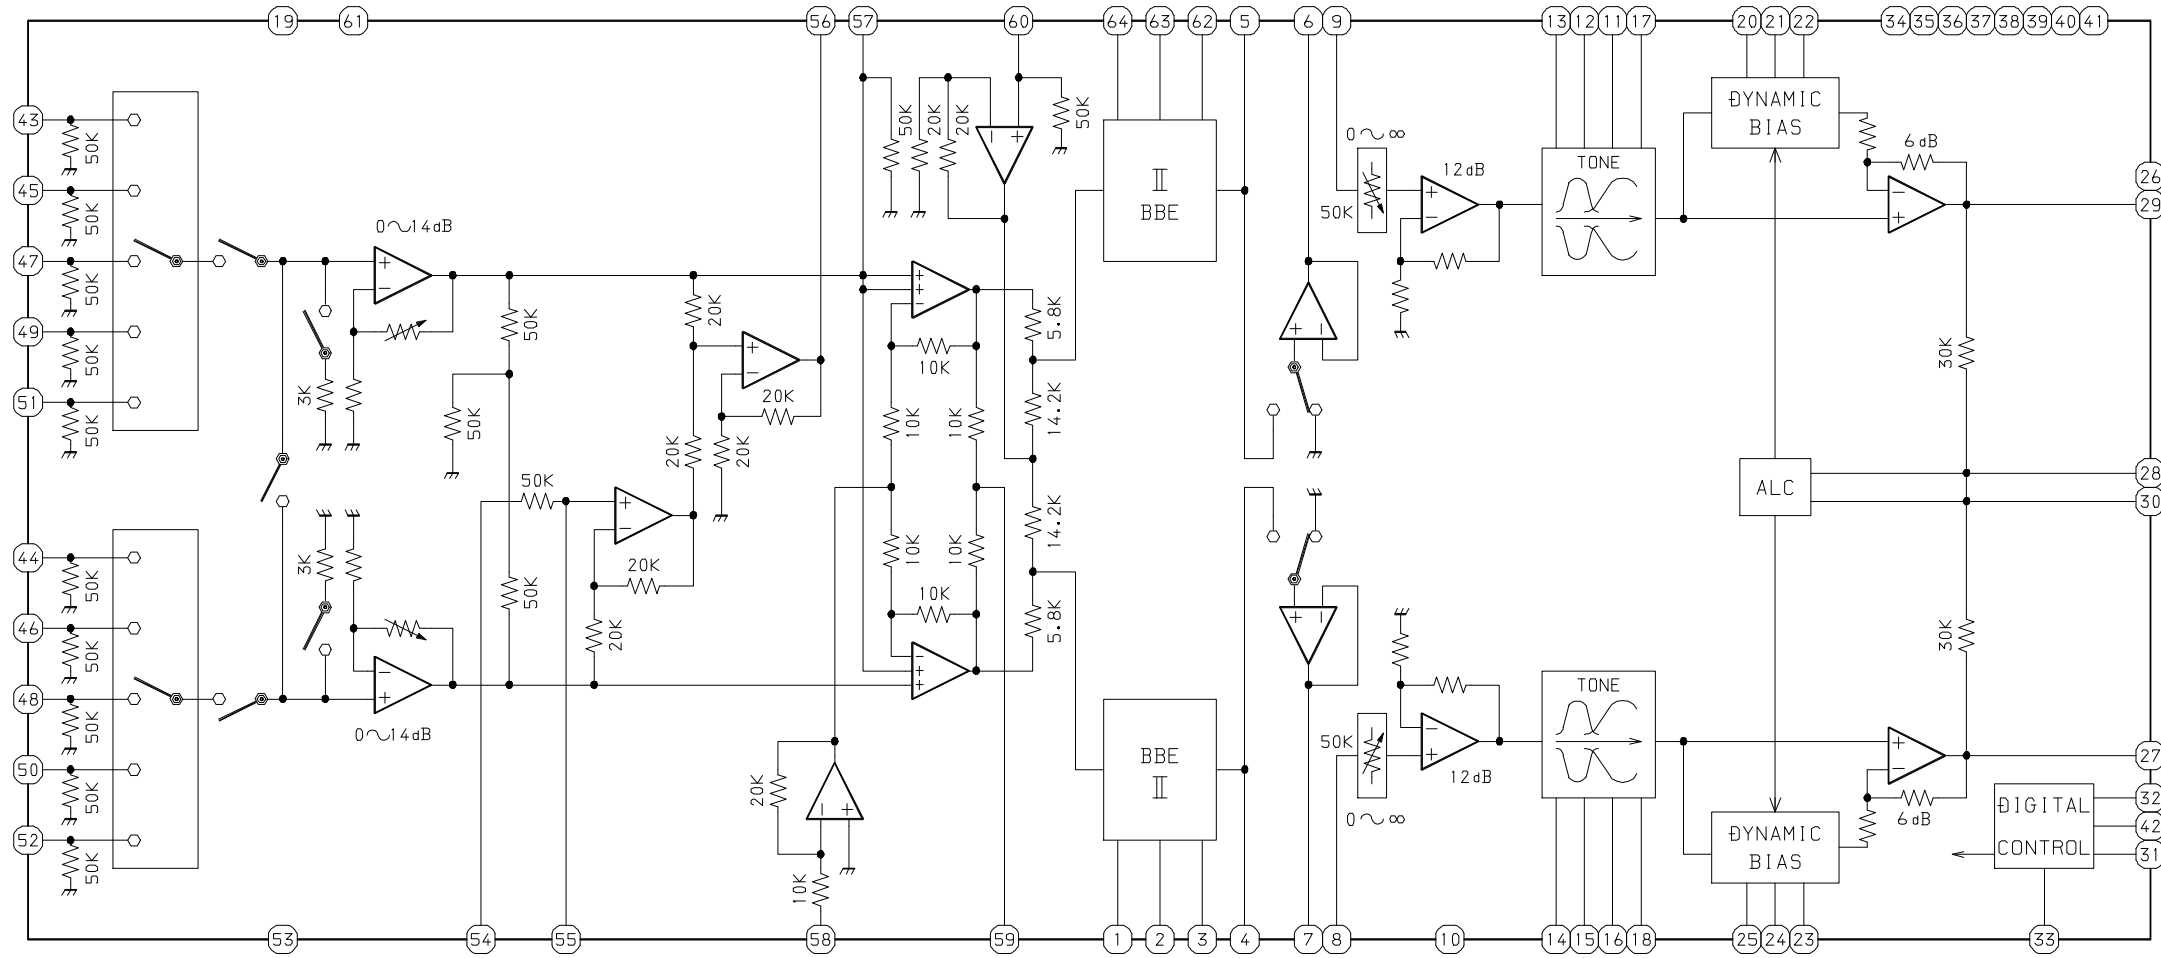 19 61 56 57 60 64 63 62 5 6 9 13 12 11 17 20 21 22 34 35 36 37 38 39 40 41
43
50K
45
50K
47
50K
49
50K
51
50K
44
50K
46
50K
48
50K
50
50K
52
50K
0～14dB
3K
3K
0～14dB
50K
50K
50K
50K
20K
20K
20K
20K
20K
20K
20K
10K
50K
20K
20K
50K
10K
10K
10K
10K
10K
10K
5.8K
14.2K
14.2K
5.8K
II
BBE
BBE
II
0～∞
50K
12dB
50K
12dB
0～∞
TONE
TONE
DYNAMIC
BIAS
6dB
26
29
30K
ALC
28
30
30K
27
6dB
DYNAMIC
BIAS
DIGITAL
CONTROL
32
42
31
53 54 55 58 59 1 2 3 4 7 8 10 14 15 16 18 25 24 23 33